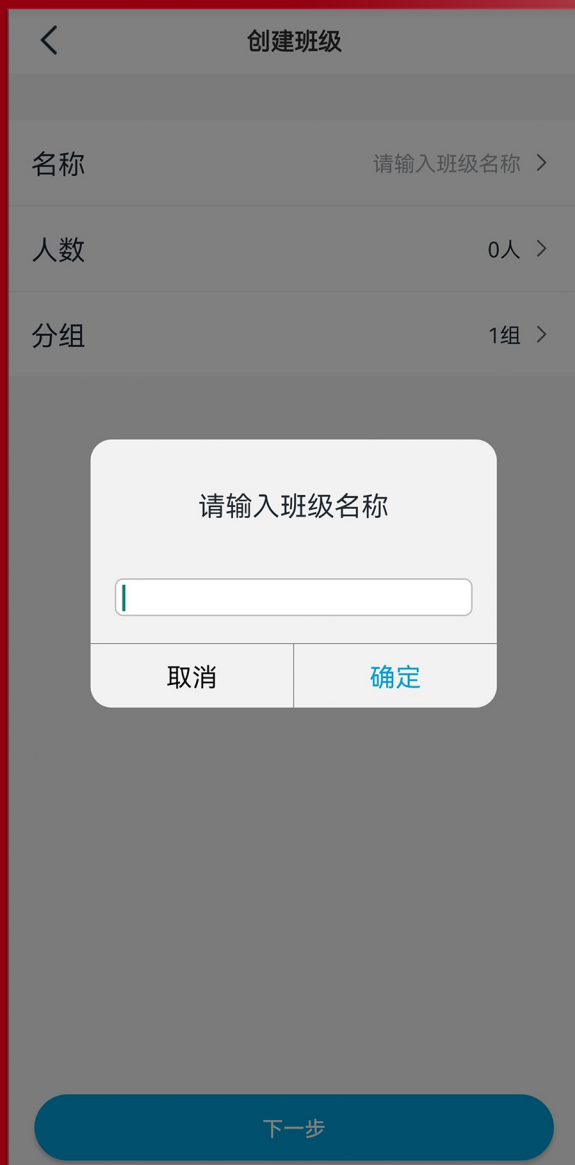 创建班级
名称 请输入班级名称
人数 0人
分组 1组
请输入班级名称
取消 确定
下一步